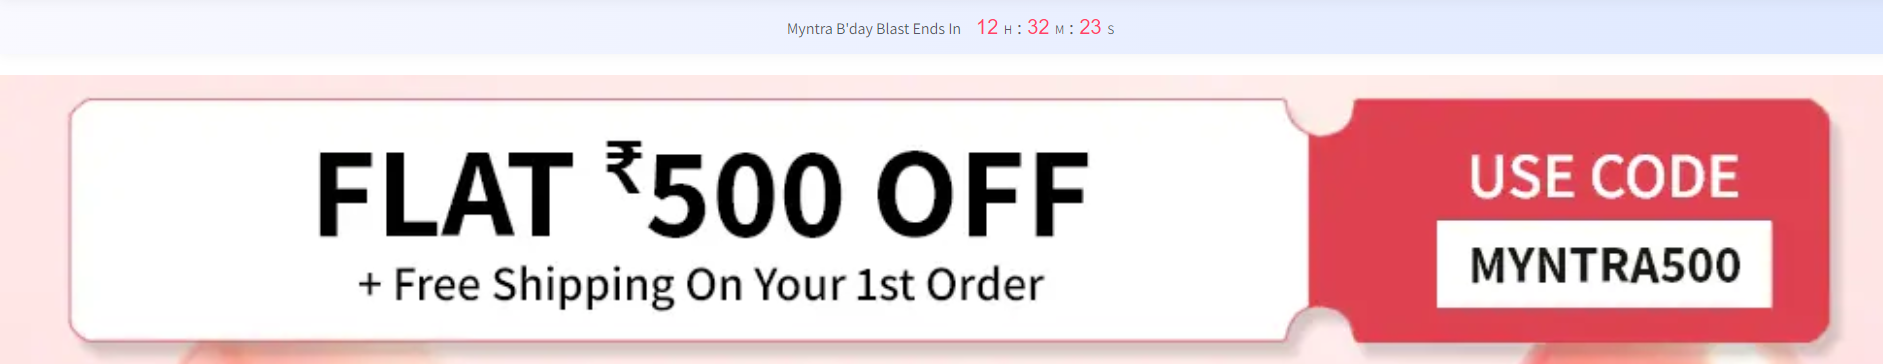 Myntra B'day Blast Ends In 12 H : 32 M : 23 S
FLAT ₹500 OFF
+ Free Shipping On Your 1st Order
USE CODE
MYNTRA500